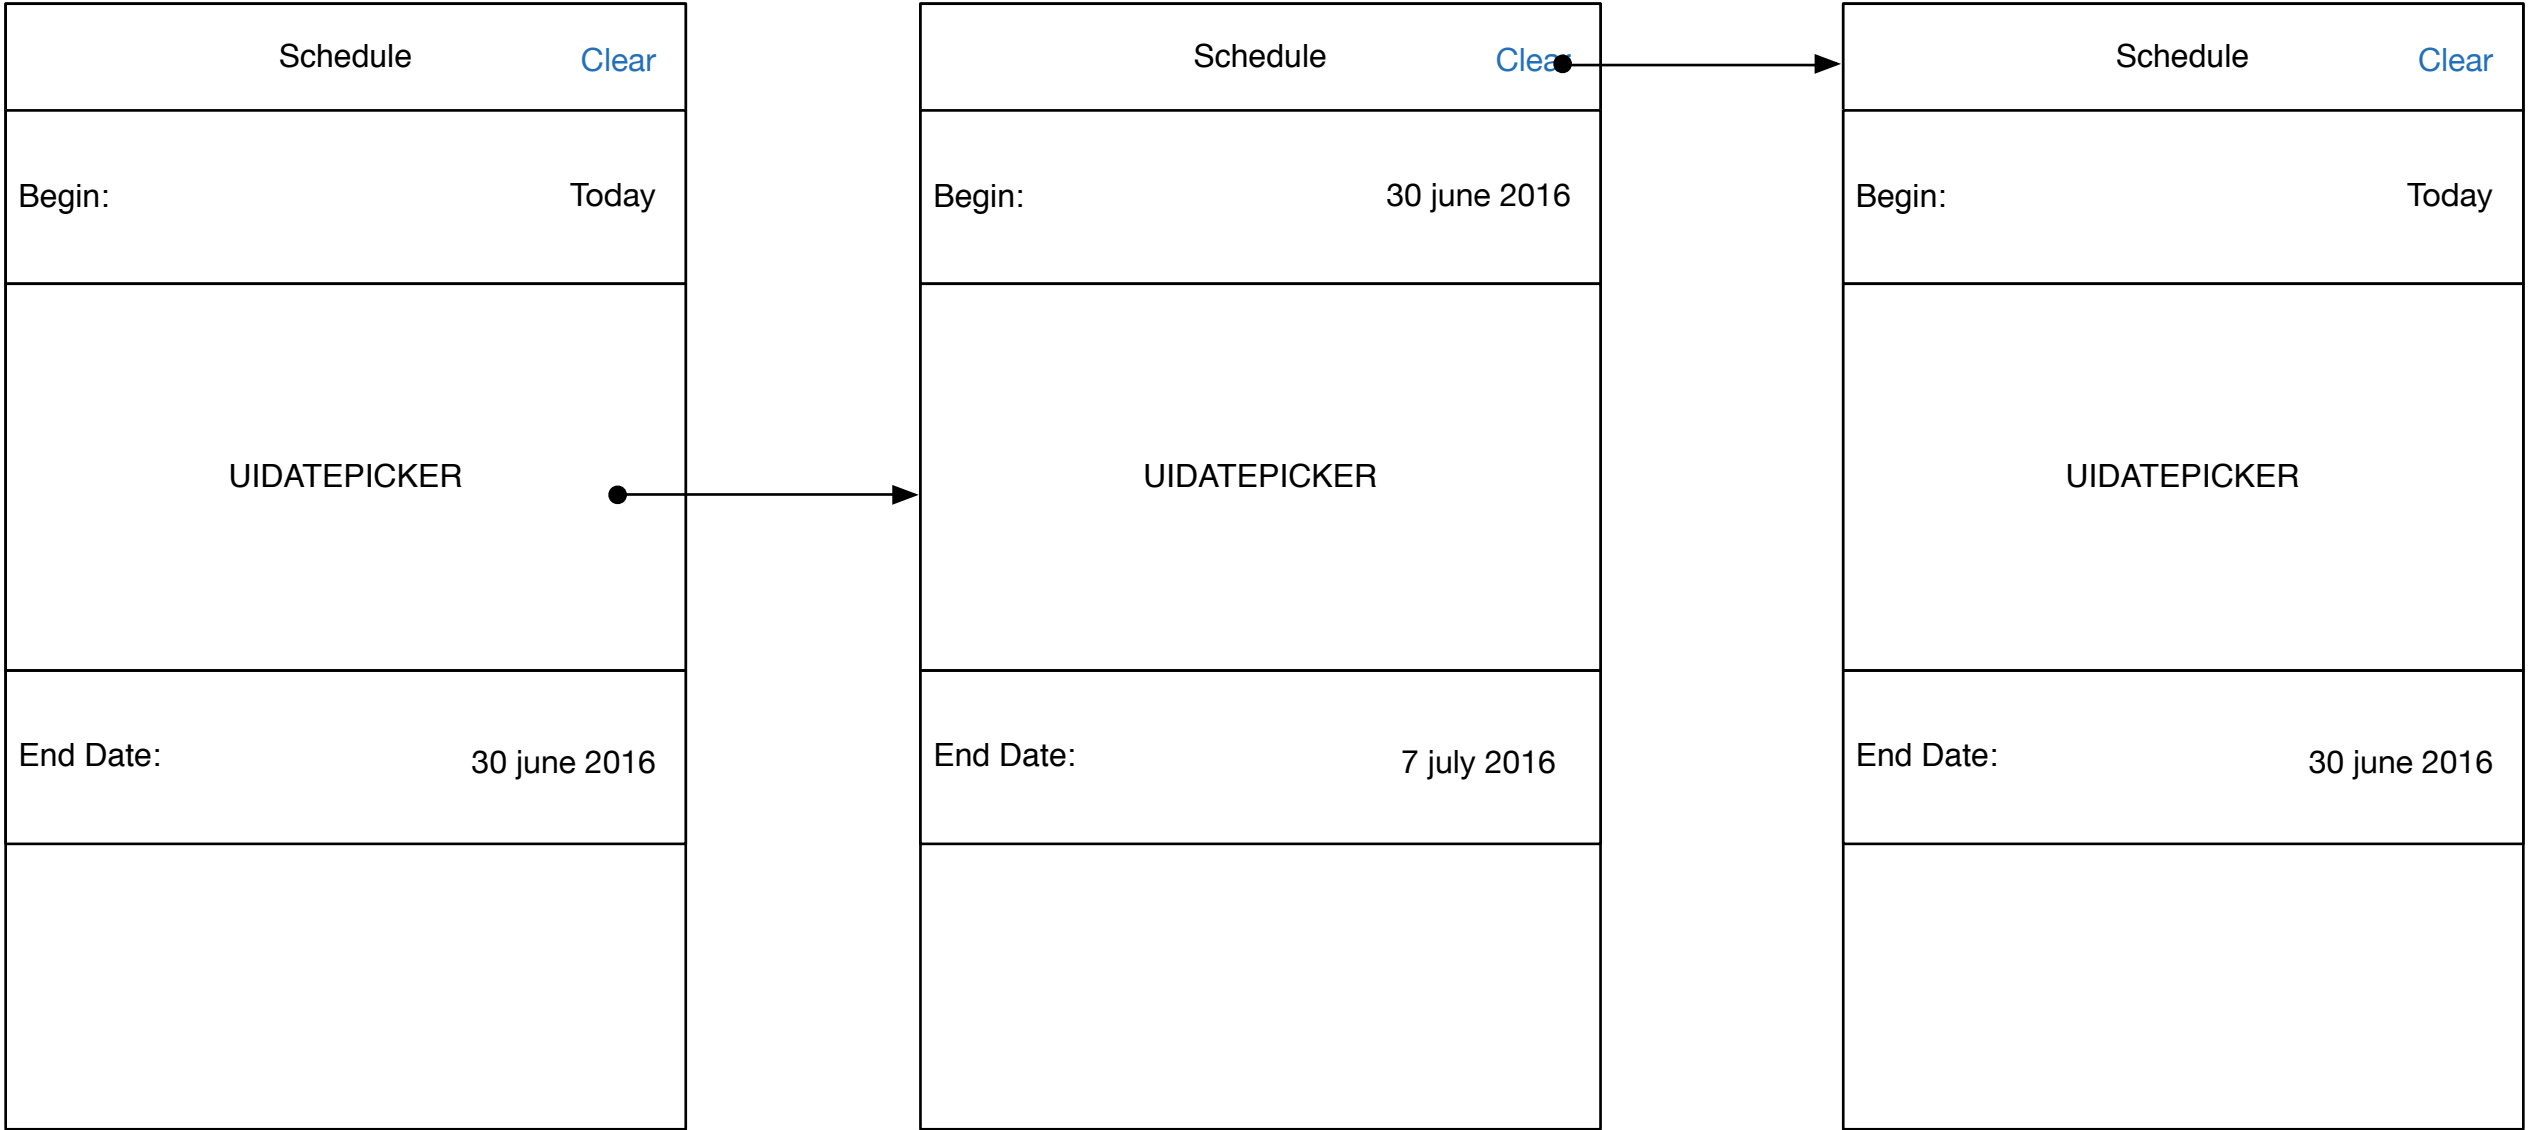 Schedule
Clear
Begin:
Today
UIDATEPICKER
End Date:
30 june 2016
Schedule
Clear
Begin:
30 june 2016
UIDATEPICKER
End Date:
7 july 2016
Schedule
Clear
Begin:
Today
UIDATEPICKER
End Date:
30 june 2016